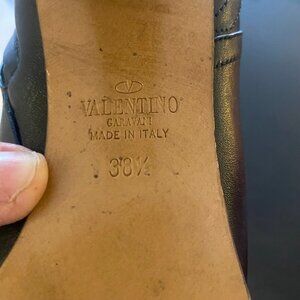 VALENTINO
GARAVANI
MADE IN ITALY
38½